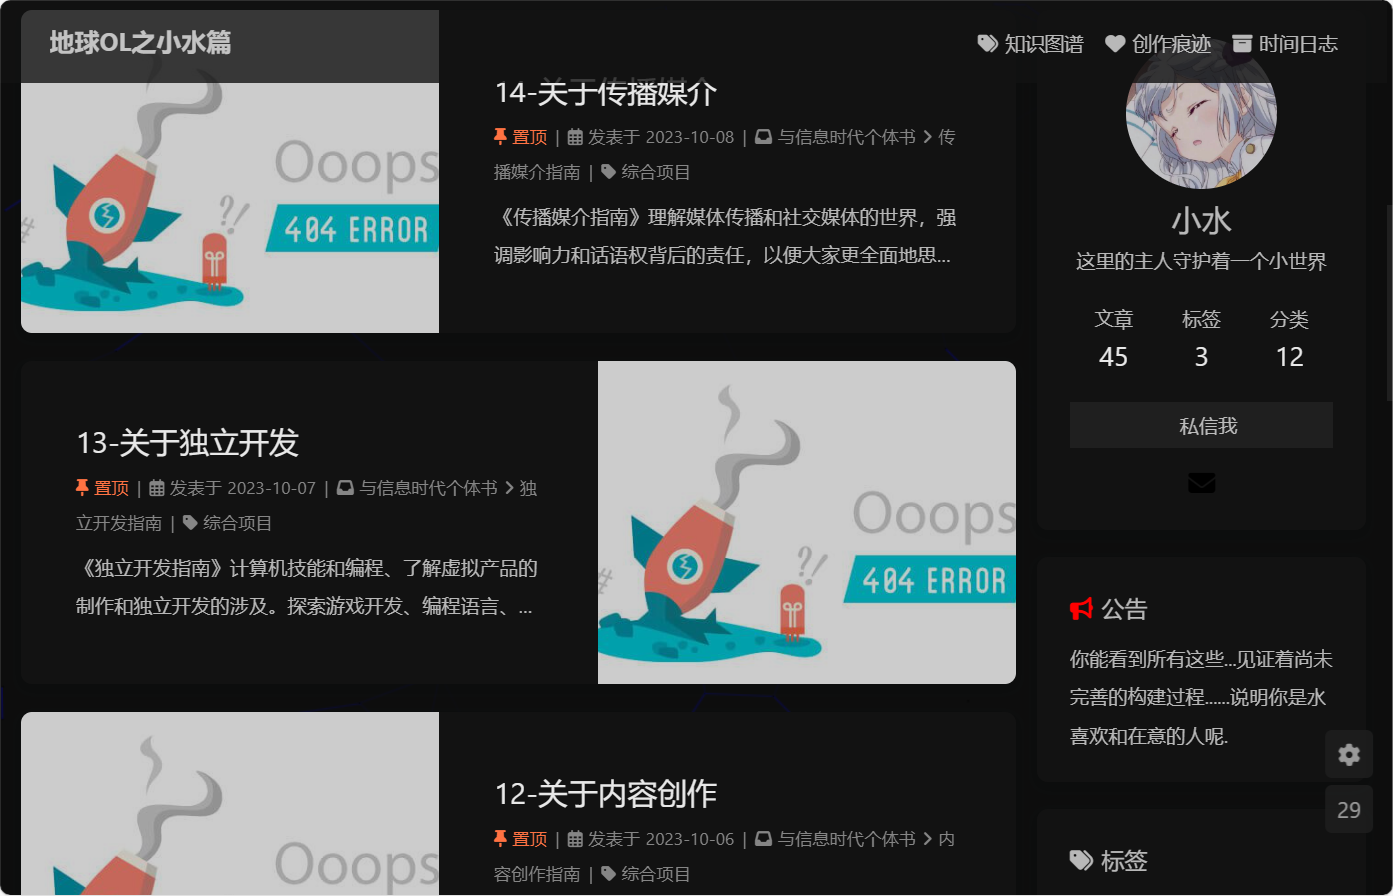 地球OL之小水篇
知识图谱 创作痕迹 时间日志
Ooops
404 ERROR
#
?!
14-关于传播媒介
置顶 | 发表于 2023-10-08 | 与信息时代个体书 > 传
播媒介指南 | 综合项目
《传播媒介指南》理解媒体传播和社交媒体的世界，强
调影响力和话语权背后的责任，以便大家更全面地思...
13-关于独立开发
置顶 | 发表于 2023-10-07 | 与信息时代个体书 > 独
立开发指南 | 综合项目
《独立开发指南》计算机技能和编程、了解虚拟产品的
制作和独立开发的涉及。探索游戏开发、编程语言、...
Ooops
404 ERROR
#
?!
Ooops
12-关于内容创作
置顶 | 发表于 2023-10-06 | 与信息时代个体书 > 内
容创作指南 | 综合项目
小水
这里的主人守护着一个小世界
文章 标签 分类
45 3 12
私信我
公告
你能看到所有这些...见证着尚未
完善的构建过程......说明你是水
喜欢和在意的人呢.
29
标签